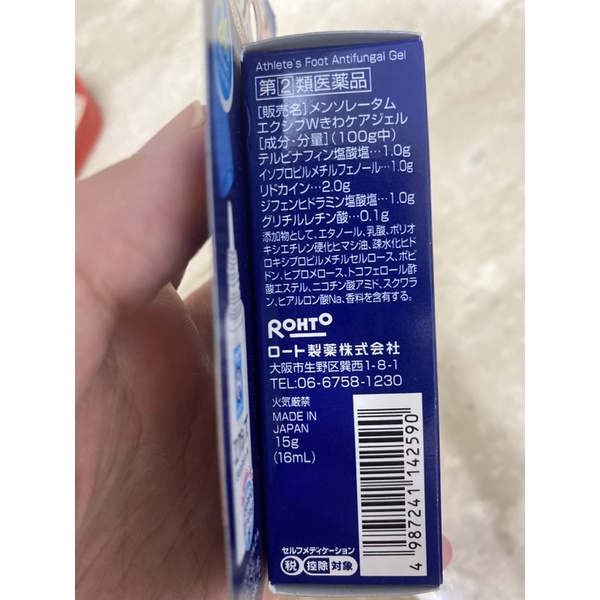 Athlete's Foot Antifungal Gel
第②類医薬品
[販売名]メンソレータム
エクシブWきわケアジェル
[成分・分量](100g中)
テルビナフィン塩酸塩…1.0g
イソプロピルメチルフェノール…1.0g
リドカイン…2.0g
ジフェンヒドラミン塩酸塩…1.0g
グリチルレチン酸…0.1g
添加物として、エタノール、乳酸、ポリオ
キシエチレン硬化ヒマシ油、疎水化ヒド
ロキシプロピルメチルセルロース、ポビ
ドン、ヒプロメロース、トコフェロール酢
酸エステル、ニコチン酸アミド、スクワラ
ン、ヒアルロン酸Na、香料を含有する。
ROHTO
ロート製薬株式会社
大阪市生野区巽西1-8-1
TEL:06-6758-1230
火気厳禁
MADE IN
JAPAN
15g
(16mL)
4 987241 142590
セルフメディケーション
税 控除 対象